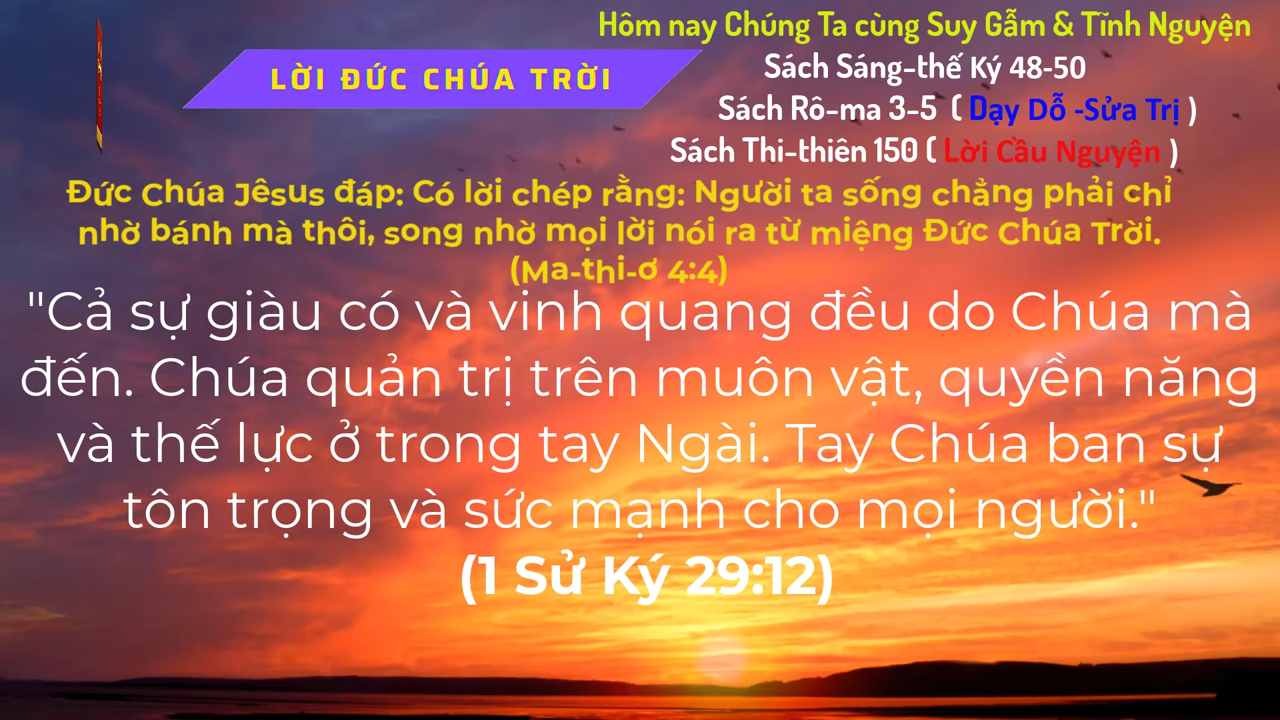 Hôm nay Chúng Ta cùng Suy Gẫm & Tĩnh Nguyện
LỜI ĐỨC CHÚA TRỜI
Sách Sáng-thế Ký 48-50
Sách Rô-ma 3-5 ( Dạy Dỗ -Sửa Trị )
Sách Thi-thiên 150 ( Lời Cầu Nguyện )
Đức Chúa Jêsus đáp: Có lời chép rằng: Người ta sống chẳng phải chỉ
nhờ bánh mà thôi, song nhờ mọi lời nói ra từ miệng Đức Chúa Trời.
(Ma-thi-ơ 4:4)
"Cả sự giàu có và vinh quang đều do Chúa mà
đến. Chúa quản trị trên muôn vật, quyền năng
và thế lực ở trong tay Ngài. Tay Chúa ban sự
tôn trọng và sức mạnh cho mọi người."
(1 Sử Ký 29:12)